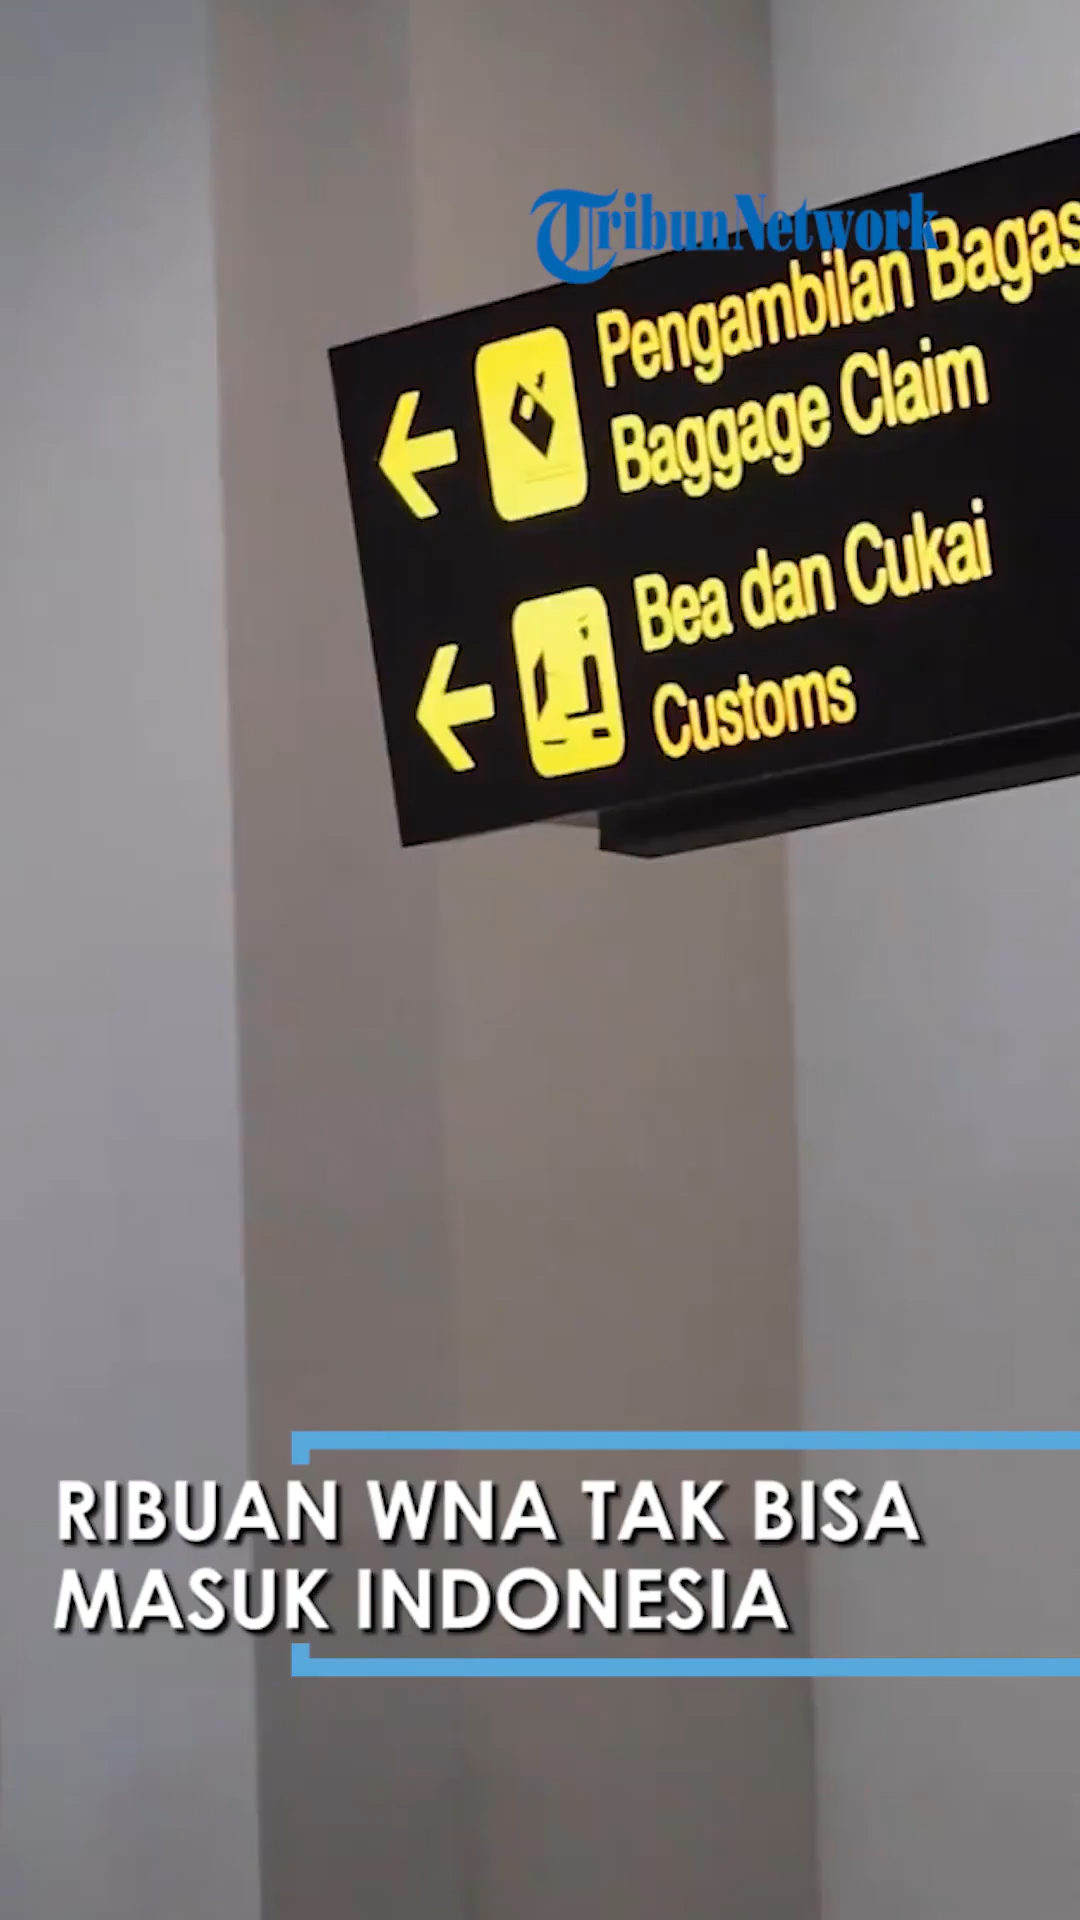 TribunNetwork
Pengambilan Bagas
Baggage Claim
Bea dan Cukai
Customs
RIBUAN WNA TAK BISA
MASUK INDONESIA